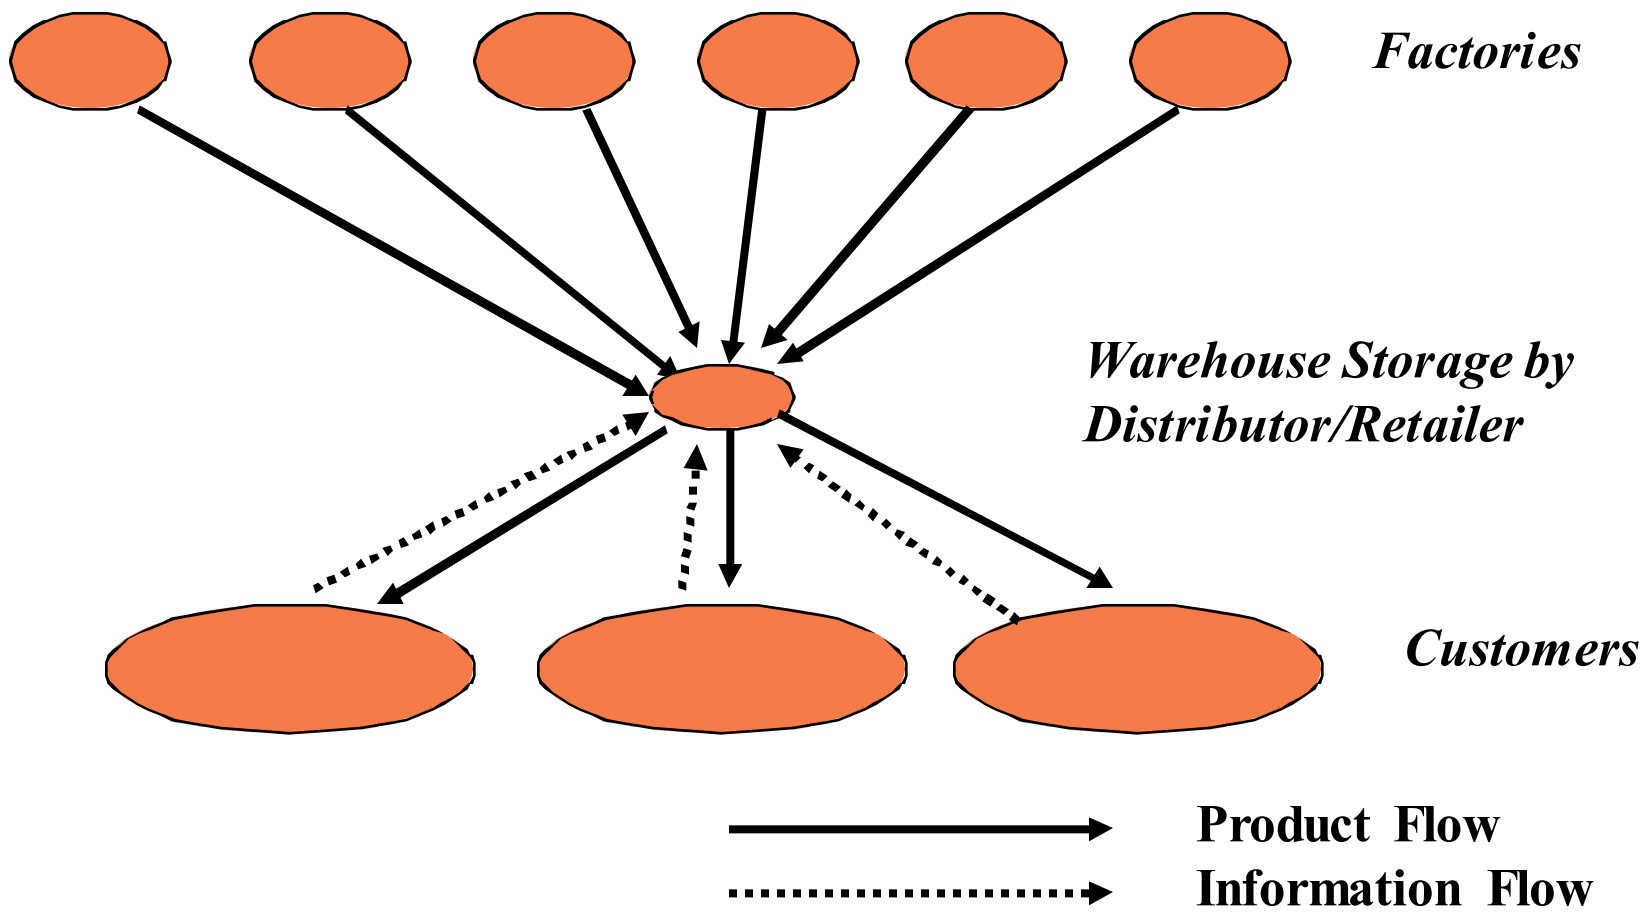 Factories
Warehouse Storage by
Distributor/Retailer
Customers
Product Flow
Information Flow